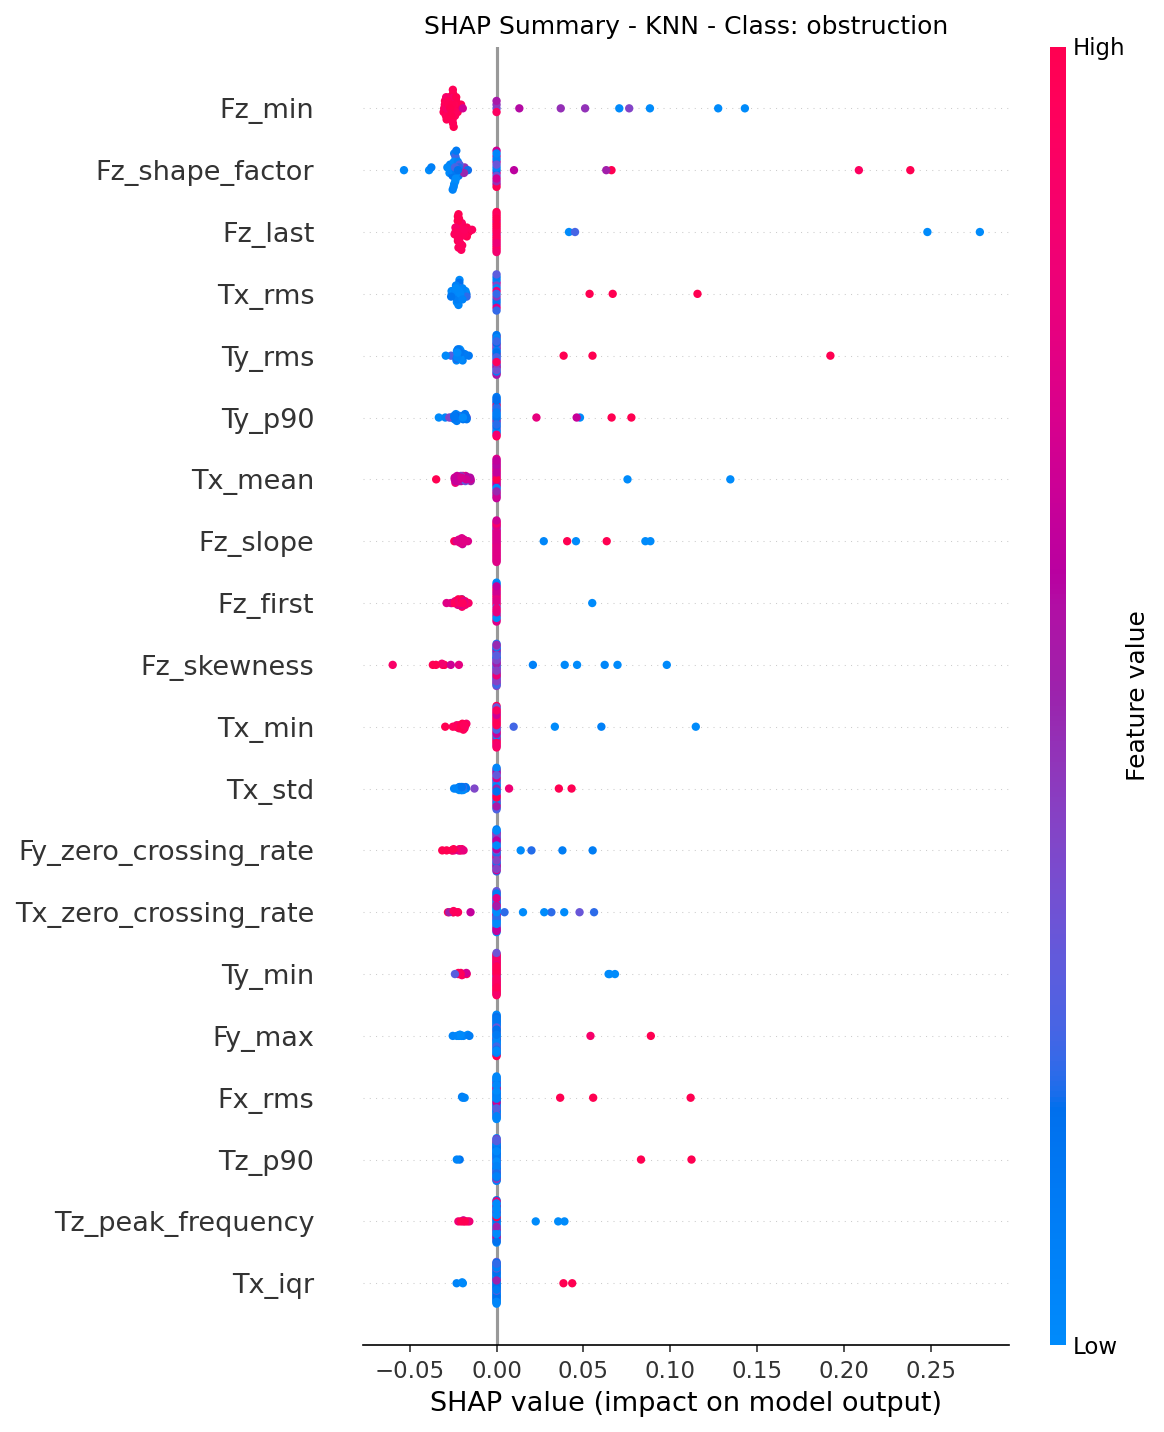 SHAP Summary - KNN - Class: obstruction
High
Fz_min
Fz_shape_factor
Fz_last
Tx_rms
Ty_rms
Ty_p90
Tx_mean
Fz_slope
Fz_first
Fz_skewness
Tx_min
Tx_std
Fy_zero_crossing_rate
Tx_zero_crossing_rate
Ty_min
Fy_max
Fx_rms
Tz_p90
Tz_peak_frequency
Tx_iqr
Feature value
Low
−0.05 0.00 0.05 0.10 0.15 0.20 0.25
SHAP value (impact on model output)